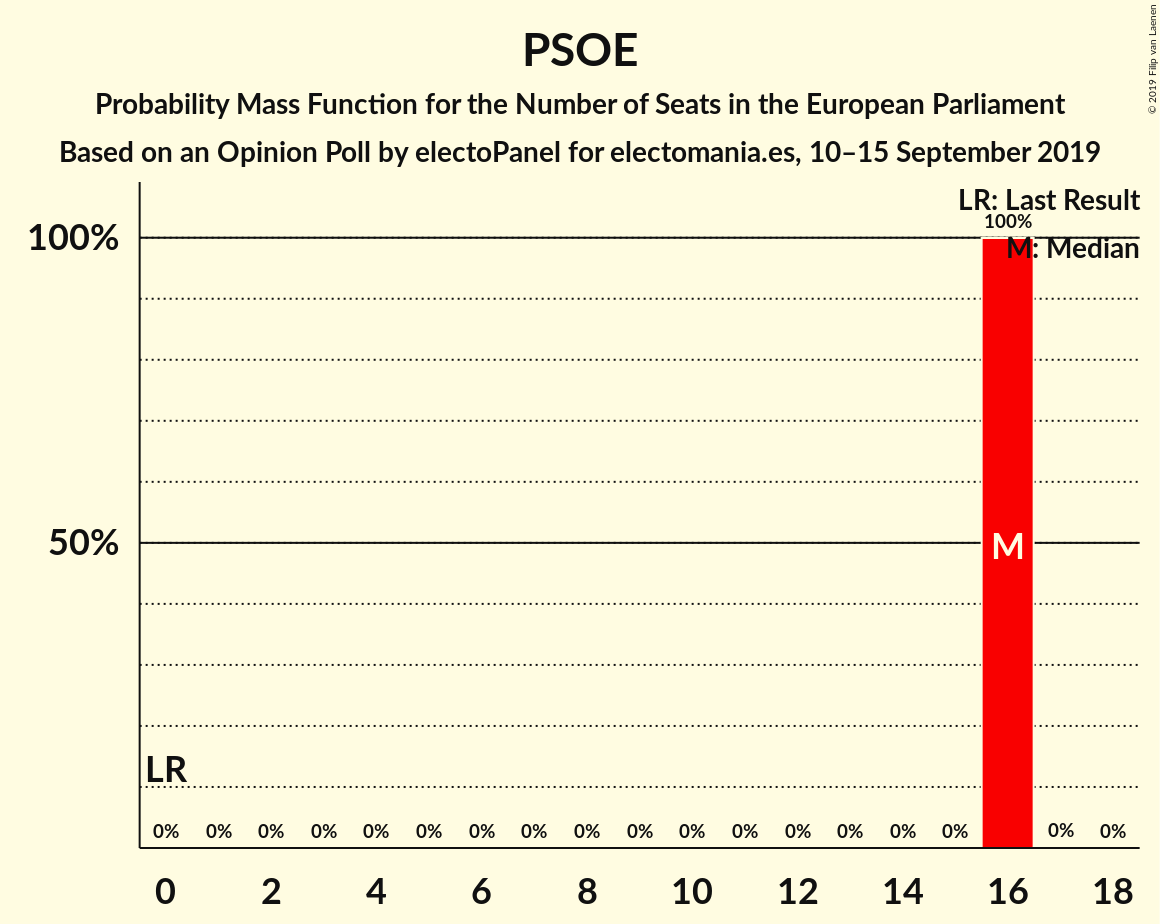 PSOE
Probability Mass Function for the Number of Seats in the European Parliament
Based on an Opinion Poll by electoPanel for electomania.es, 10–15 September 2019
© 2019 Filip van Laenen
LR: Last Result
100%
M: Median
100%
50%
M
LR
0% 0% 0% 0% 0% 0% 0% 0% 0% 0% 0% 0% 0% 0% 0% 0% 0% 0%
0 2 4 6 8 10 12 14 16 18